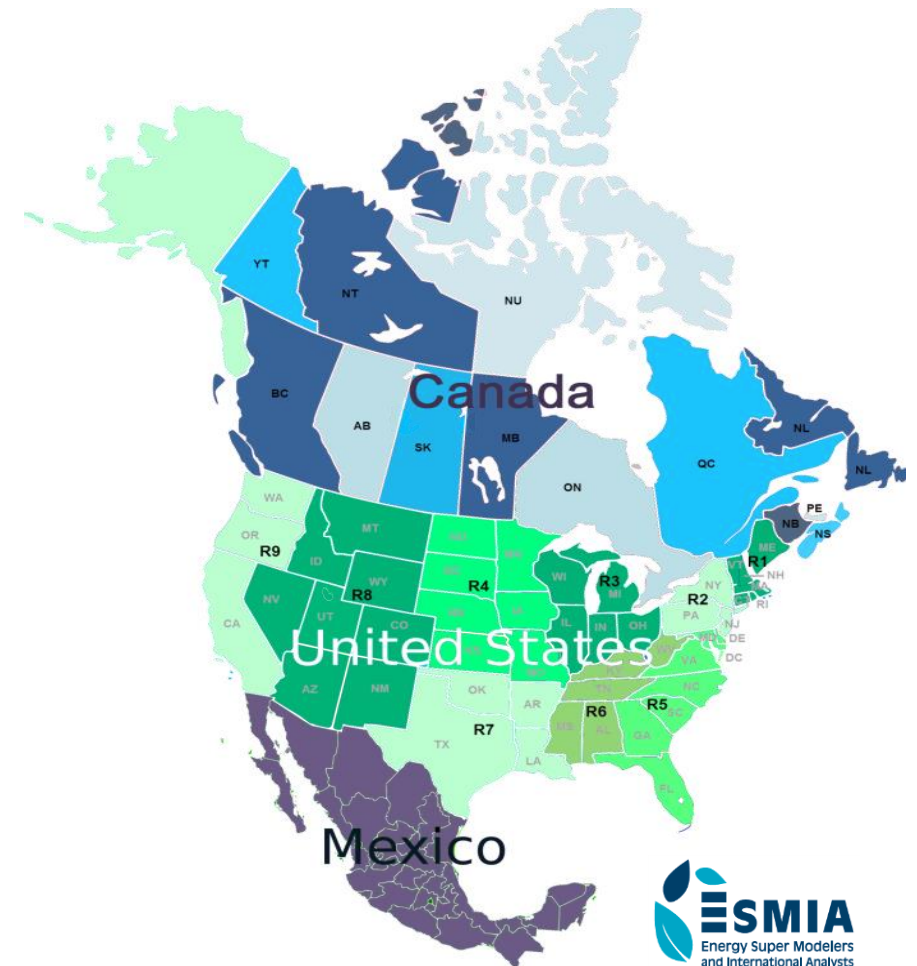 YT
NT
NU
BC
AB
SK
Canada
MB
ON
QC
NL
NL
PE
NB
NS
WA
OR
R9
ID
MT
WY
R8
NV
UT
CO
CA
AZ
NM
R4
WI
R3
MI
IL
IN
OH
ME
R1
VT
NH
RI
NY
R2
PA
NJ
MD
DE
DC
United States
VA
NC
R5
SC
GA
FL
TN
R6
AL
OK
AR
R7
TX
LA
Mexico
ESMIA
Energy Super Modelers
and International Analysts